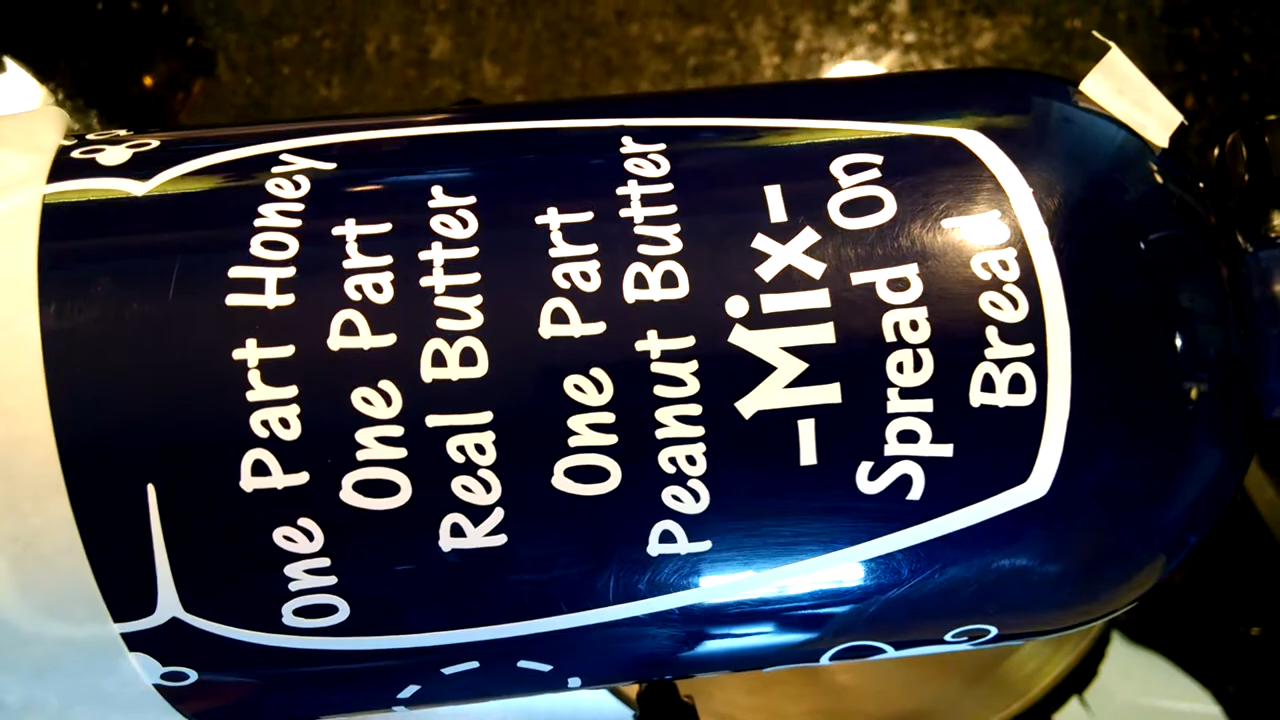 One Part Honey
One Part
Real Butter
One Part
Peanut Butter
-Mix-
Spread On
Bread